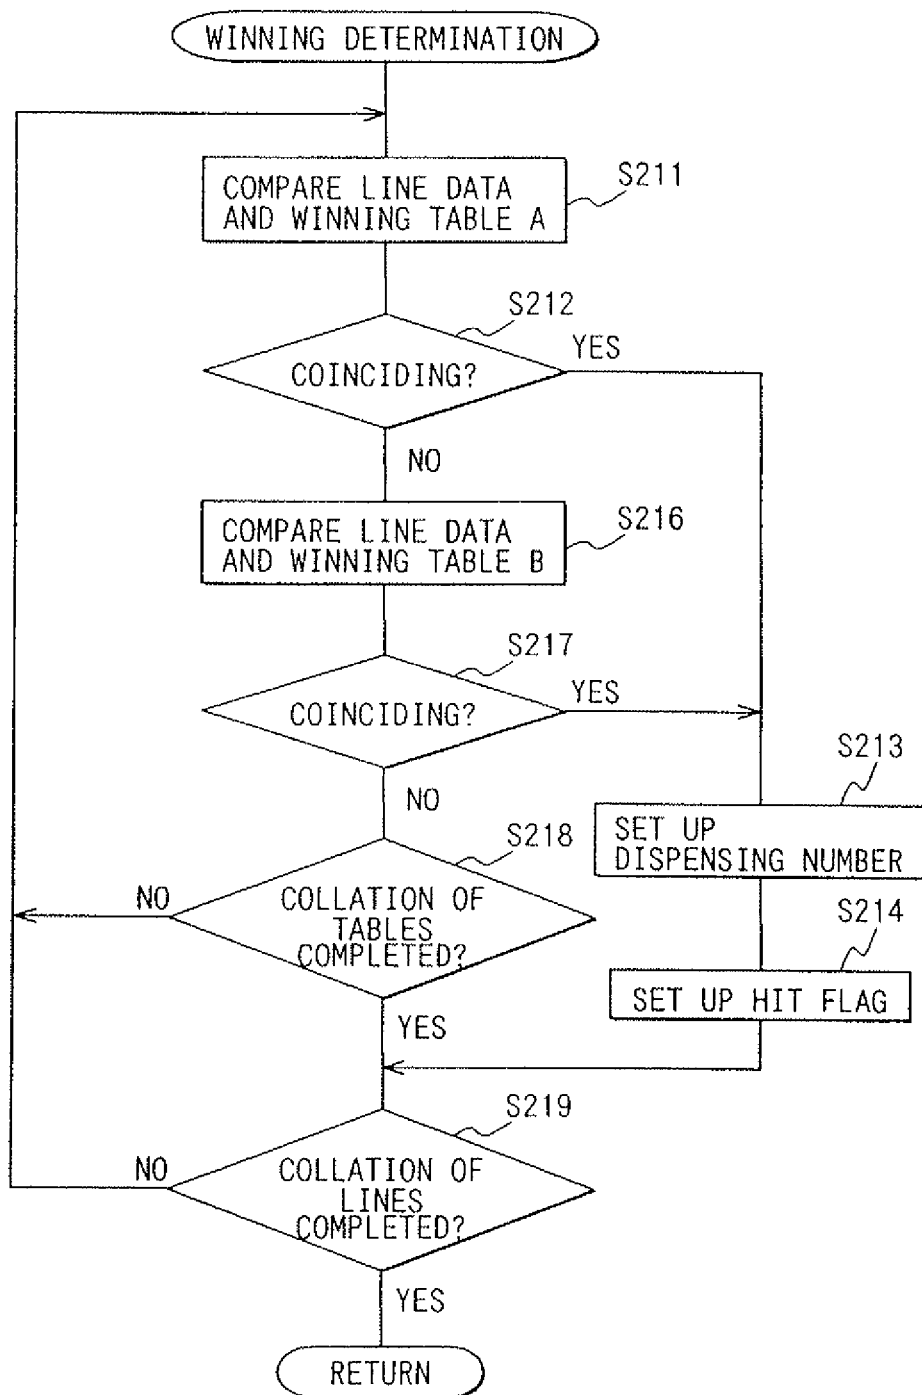 WINNING DETERMINATION
COMPARE LINE DATA
AND WINNING TABLE A
S211
S212
COINCIDING?
YES
NO
COMPARE LINE DATA
AND WINNING TABLE B
S216
S217
COINCIDING?
YES
NO
S213
SET UP
DISPENSING NUMBER
S218
COLLATION OF
TABLES
COMPLETED?
NO
YES
S214
SET UP HIT FLAG
S219
COLLATION OF
LINES
COMPLETED?
NO
YES
RETURN